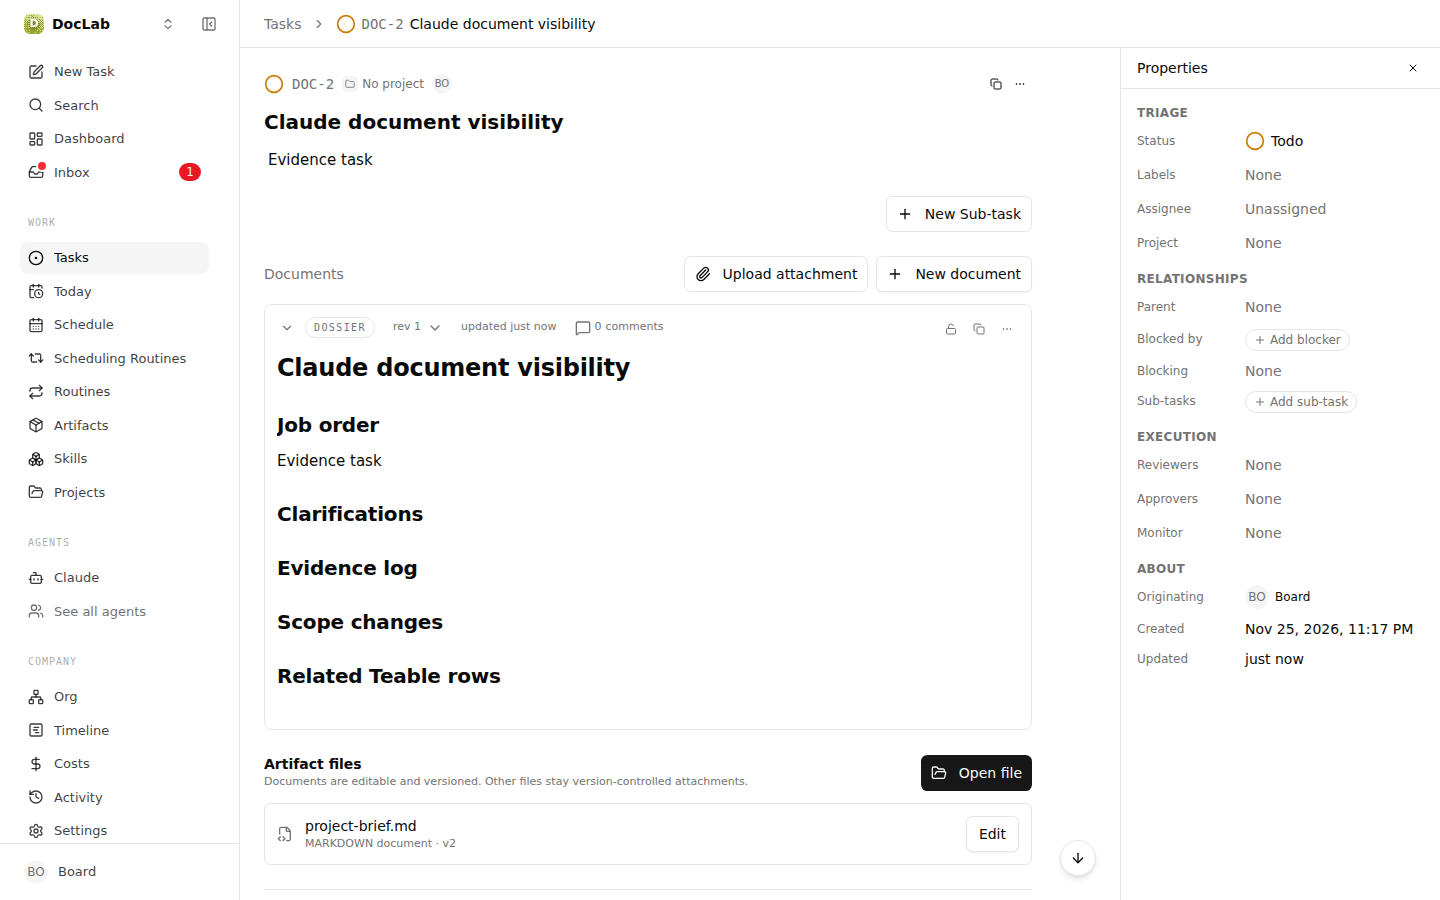 D DocLab
New Task
Search
Dashboard
Inbox 1
WORK
Tasks
Today
Schedule
Scheduling Routines
Routines
Artifacts
Skills
Projects
AGENTS
Claude
See all agents
COMPANY
Org
Timeline
Costs
Activity
Settings
BO Board
Tasks DOC-2 Claude document visibility
DOC-2 No project BO
Claude document visibility
Evidence task
New Sub-task
Documents Upload attachment New document
DOSSIER rev 1 updated just now 0 comments
Claude document visibility
Job order
Evidence task
Clarifications
Evidence log
Scope changes
Related Teable rows
Artifact files
Documents are editable and versioned. Other files stay version-controlled attachments.
Open file
project-brief.md
MARKDOWN document · v2
Edit
Properties
TRIAGE
Status Todo
Labels None
Assignee Unassigned
Project None
RELATIONSHIPS
Parent None
Blocked by + Add blocker
Blocking None
Sub-tasks + Add sub-task
EXECUTION
Reviewers None
Approvers None
Monitor None
ABOUT
Originating BO Board
Created Nov 25, 2026, 11:17 PM
Updated just now